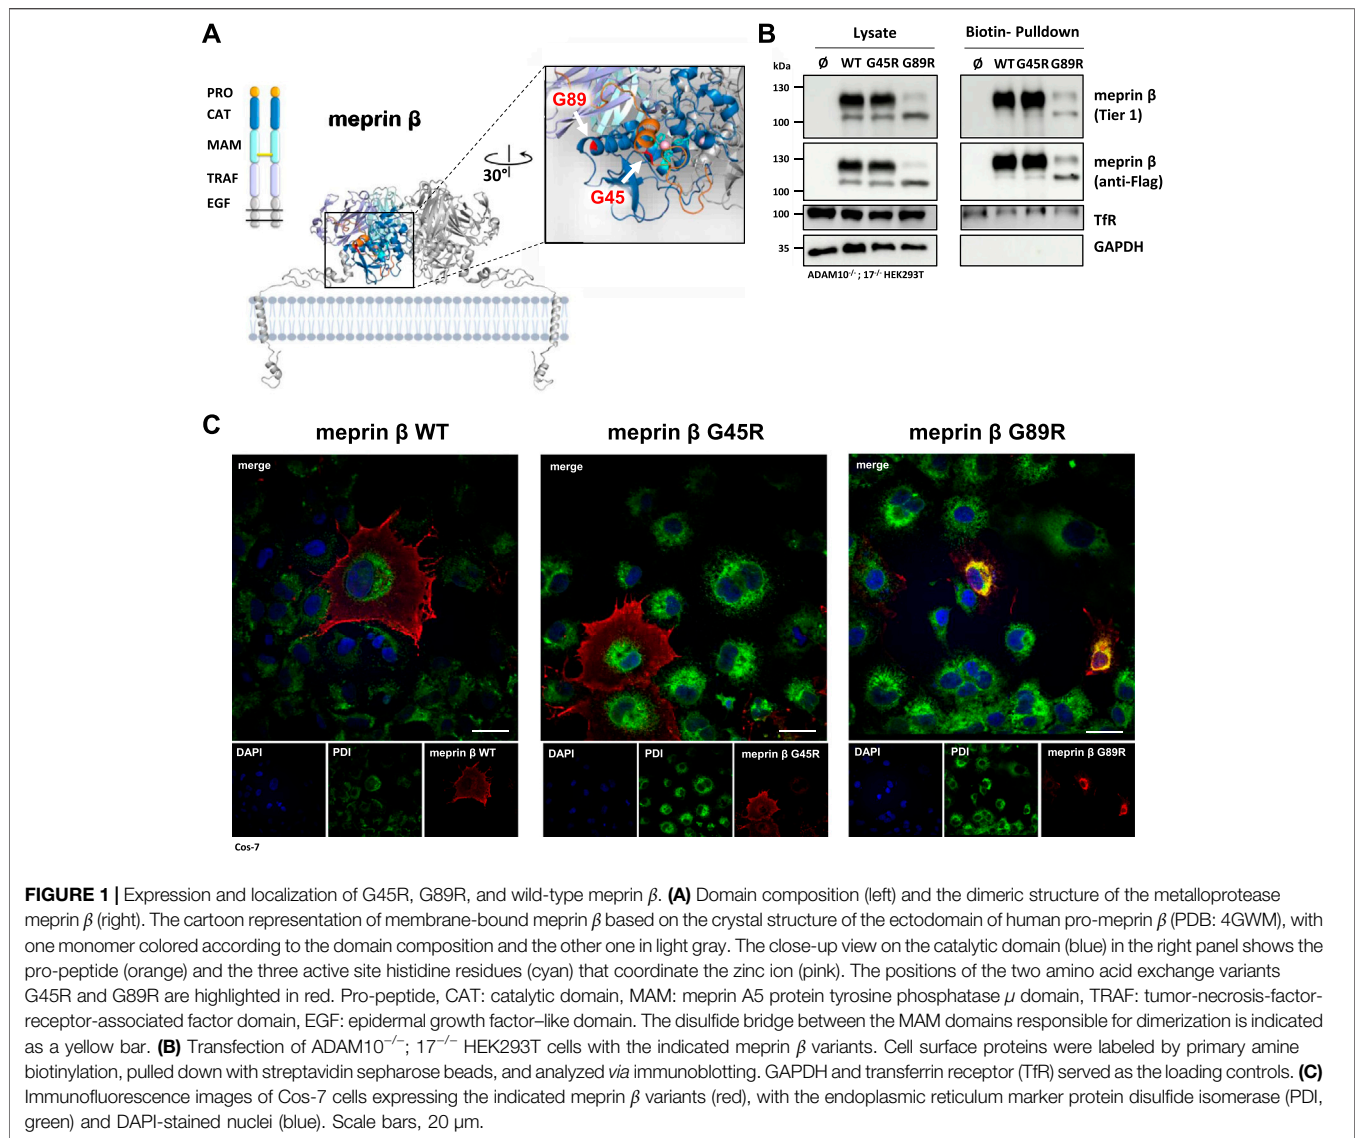 A
PRO
CAT
MAM
TRAF
EGF
meprin β
30°
G89
G45
B
Lysate
Biotin- Pulldown
kDa
Ø WT G45R G89R
Ø WT G45R G89R
130
100
meprin β
(Tier 1)
130
100
meprin β
(anti-Flag)
100
TfR
35
GAPDH
ADAM10-/- ; 17-/- HEK293T
C
meprin β WT
meprin β G45R
meprin β G89R
merge
merge
merge
DAPI
PDI
meprin β WT
DAPI
PDI
meprin β G45R
DAPI
PDI
meprin β G89R
Cos-7
FIGURE 1 | Expression and localization of G45R, G89R, and wild-type meprin β. (A) Domain composition (left) and the dimeric structure of the metalloprotease
meprin β (right). The cartoon representation of membrane-bound meprin β based on the crystal structure of the ectodomain of human pro-meprin β (PDB: 4GWM), with
one monomer colored according to the domain composition and the other one in light gray. The close-up view on the catalytic domain (blue) in the right panel shows the
pro-peptide (orange) and the three active site histidine residues (cyan) that coordinate the zinc ion (pink). The positions of the two amino acid exchange variants
G45R and G89R are highlighted in red. Pro-peptide, CAT: catalytic domain, MAM: meprin A5 protein tyrosine phosphatase μ domain, TRAF: tumor-necrosis-factor-
receptor-associated factor domain, EGF: epidermal growth factor–like domain. The disulfide bridge between the MAM domains responsible for dimerization is indicated
as a yellow bar. (B) Transfection of ADAM10−/−; 17−/− HEK293T cells with the indicated meprin β variants. Cell surface proteins were labeled by primary amine
biotinylation, pulled down with streptavidin sepharose beads, and analyzed via immunoblotting. GAPDH and transferrin receptor (TfR) served as the loading controls. (C)
Immunofluorescence images of Cos-7 cells expressing the indicated meprin β variants (red), with the endoplasmic reticulum marker protein disulfide isomerase (PDI,
green) and DAPI-stained nuclei (blue). Scale bars, 20 μm.